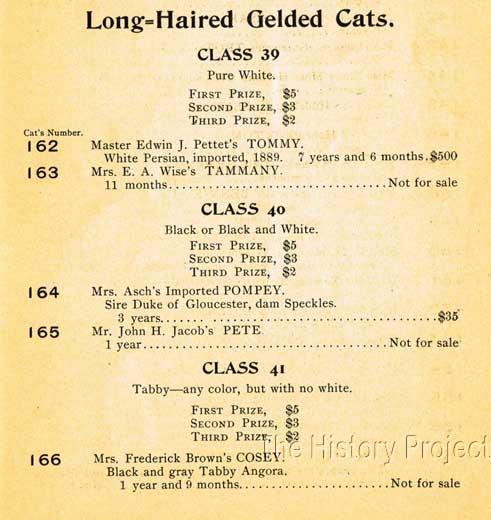 Long=Haired Gelded Cats.
CLASS 39
Pure White.
FIRST PRIZE, $5
SECOND PRIZE, $3
THIRD PRIZE, $2
Cat's Number.
162 Master Edwin J. Pettet's TOMMY.
White Persian, imported, 1889. 7 years and 6 months.$500
163 Mrs. E. A. Wise's TAMMANY.
11 months................................Not for sale
CLASS 40
Black or Black and White.
FIRST PRIZE, $5
SECOND PRIZE, $3
THIRD PRIZE, $2
164 Mrs. Asch's Imported POMPEY.
Sire Duke of Gloucester, dam Speckles.
3 years........................................$35
165 Mr. John H. Jacob's PETE
1 year....................................Not for sale
CLASS 41
Tabby—any color, but with no white.
FIRST PRIZE, $5
SECOND PRIZE, $3
THIRD PRIZE, $2
The History Project
166 Mrs. Frederick Brown's COSEY.
Black and gray Tabby Angora.
1 year and 9 months......................Not for sale